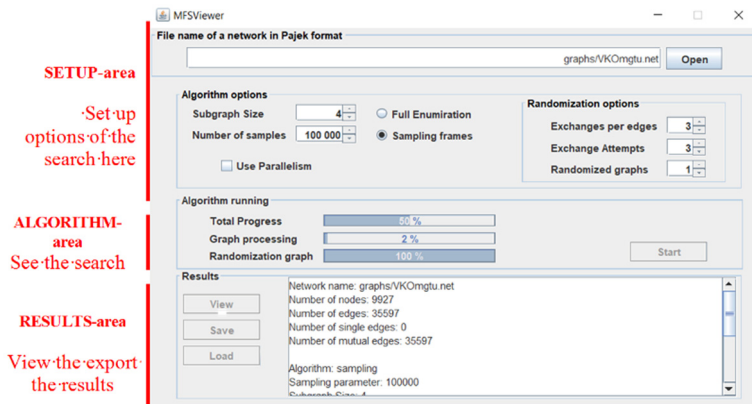 MFSViewer
File name of a network in Pajek format
graphs/VKOmgtu.net
Open
SETUP-area
·Set·up
options·of·the
search·here
Algorithm options
Subgraph Size
4
Full Enumiration
Number of samples
100 000
Sampling frames
Use Parallelism
Randomization options
Exchanges per edges
3
Exchange Attempts
3
Randomized graphs
1
ALGORITHM-
area
See·the·search
Algorithm running
Total Progress
50 %
Graph processing
2 %
Randomization graph
100 %
Start
RESULTS-area
View·the·export·
the·results
Results
View
Save
Load
Network name: graphs/VKOmgtu.net
Number of nodes: 9927
Number of edges: 35597
Number of single edges: 0
Number of mutual edges: 35597
Algorithm: sampling
Sampling parameter: 100000
Subgraph Size: 4